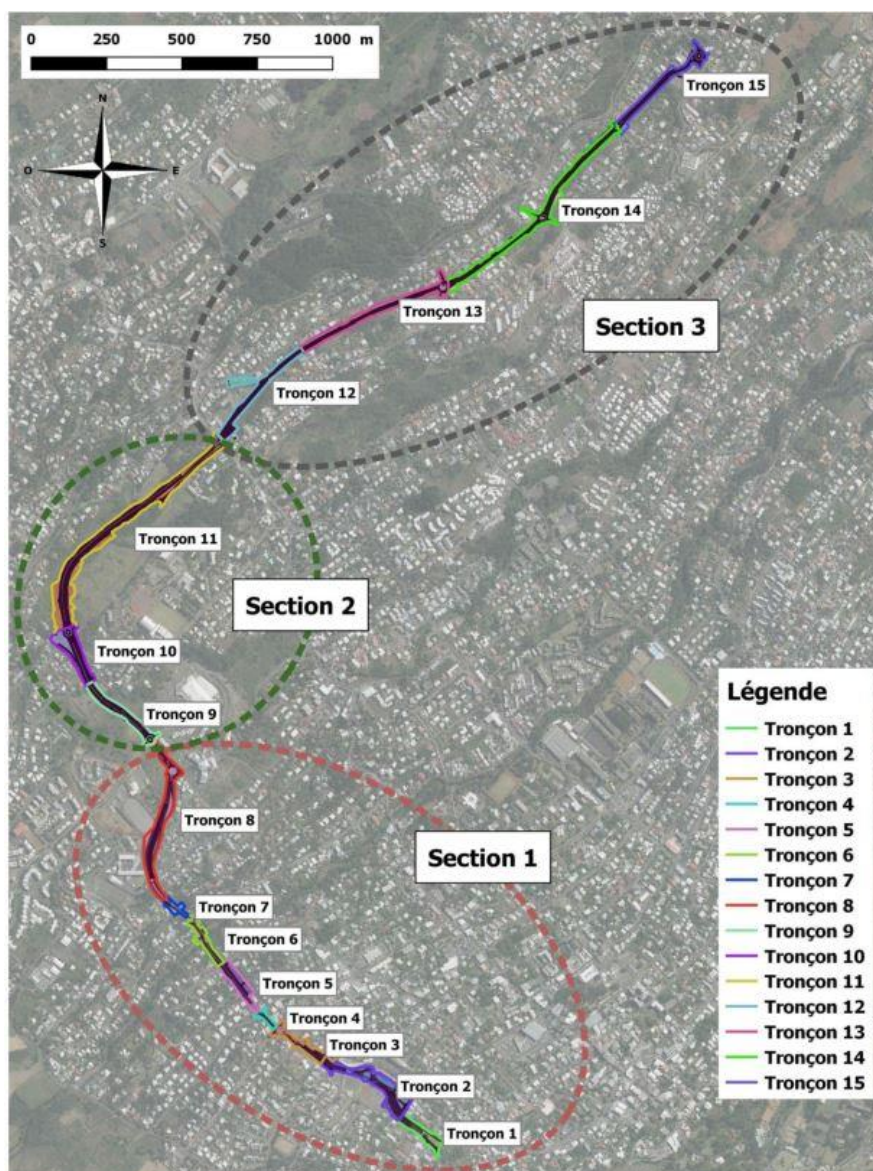 0 250 500 750 1000 m
N
O E
S
Tronçon 15
Tronçon 14
Tronçon 13
Section 3
Tronçon 12
Tronçon 11
Section 2
Tronçon 10
Tronçon 9
Tronçon 8
Section 1
Tronçon 7
Tronçon 6
Tronçon 5
Tronçon 4
Tronçon 3
Tronçon 2
Tronçon 1
Légende
Tronçon 1
Tronçon 2
Tronçon 3
Tronçon 4
Tronçon 5
Tronçon 6
Tronçon 7
Tronçon 8
Tronçon 9
Tronçon 10
Tronçon 11
Tronçon 12
Tronçon 13
Tronçon 14
Tronçon 15